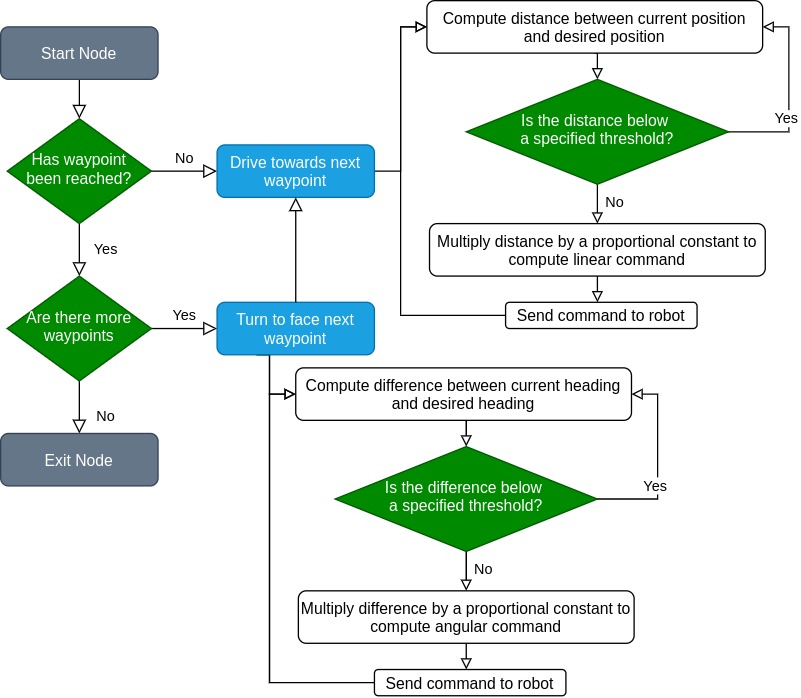 Start Node
Has waypoint
been reached?
No
Yes
Are there more
waypoints
Yes
No
Exit Node
Drive towards next
waypoint
Turn to face next
waypoint
Compute distance between current position
and desired position
Is the distance below
a specified threshold?
Yes
No
Multiply distance by a proportional constant to
compute linear command
Send command to robot
Compute difference between current heading
and desired heading
Is the difference below
a specified threshold?
Yes
No
Multiply difference by a proportional constant to
compute angular command
Send command to robot